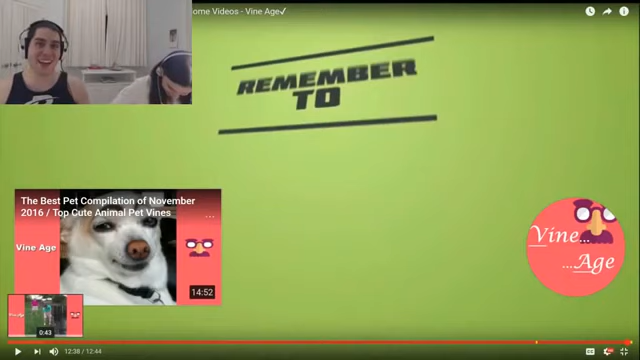 ome Videos - Vine Age✓
REMEMBER
TO
The Best Pet Compilation of November
2016 / Top Cute Animal Pet Vines
...
Vine Age
14:52
Vine...
...Age
0:43
12:38 / 12:44